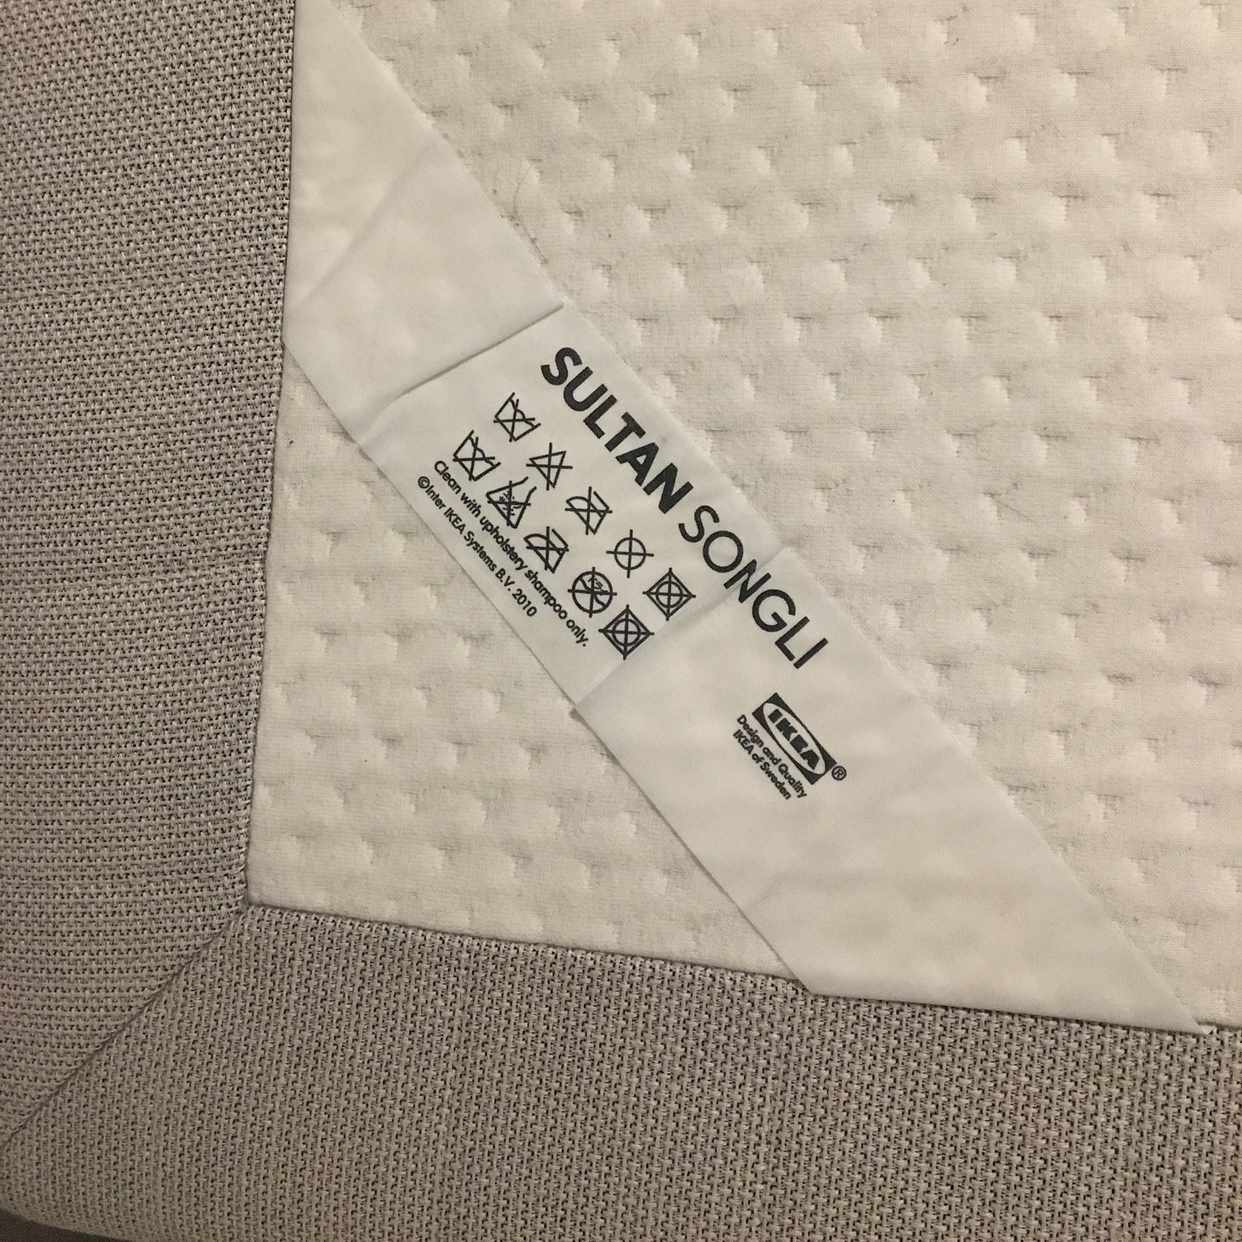 SULTAN SONGLI
Clean with upholstery shampoo only.
©Inter IKEA Systems B.V. 2010
IKEA®
Design and Quality
IKEA of Sweden